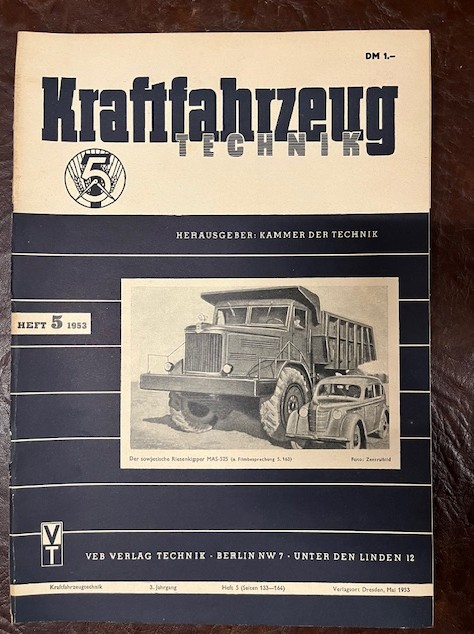 DM 1.–
Kraftfahrzeug
TECHNIK
5
HERAUSGEBER: KAMMER DER TECHNIK
HEFT 5 1953
Der sowjetische Riesenkipper MAS-525 (s. Filmbesprechung S. 160) Foto: Zentralbild
VT
VEB VERLAG TECHNIK · BERLIN NW 7 · UNTER DEN LINDEN 12
Kraftfahrzeugtechnik 3. Jahrgang Heft 5 (Seiten 133—164) Verlagsort Dresden, Mai 1953